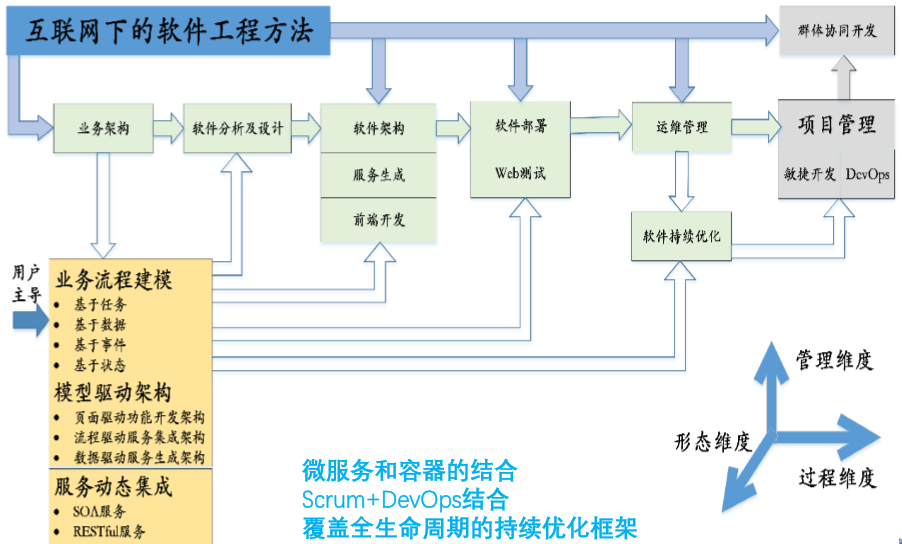 互联网下的软件工程方法
群体协同开发
业务架构
软件分析及设计
软件架构
服务生成
前端开发
软件部署
Web测试
运维管理
项目管理
敏捷开发 DevOps
软件持续优化
用户
主导
业务流程建模
• 基于任务
• 基于数据
• 基于事件
• 基于状态
模型驱动架构
• 页面驱动功能开发架构
• 流程驱动服务集成架构
• 数据驱动服务生成架构
服务动态集成
• SOA服务
• RESTful服务
微服务和容器的结合
Scrum+DevOps结合
覆盖全生命周期的持续优化框架
管理维度
形态维度
过程维度